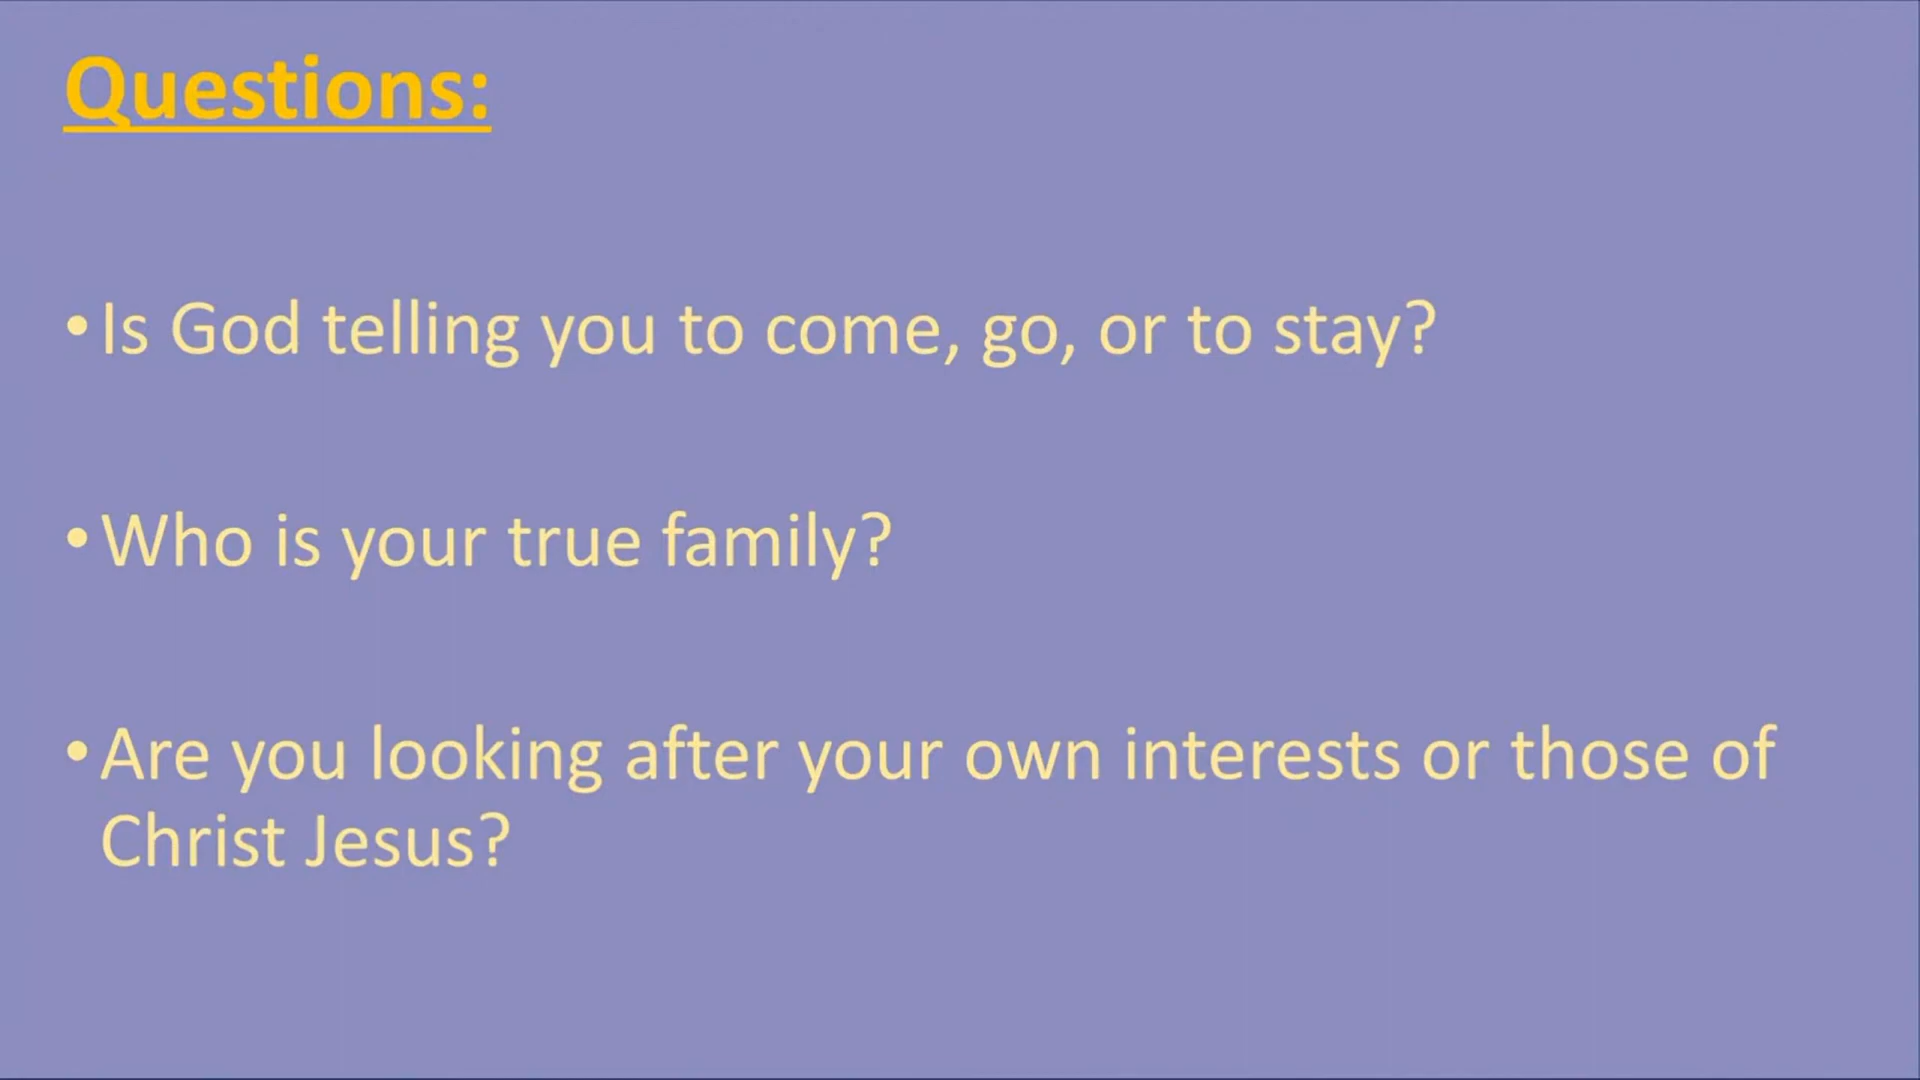 Questions:
•Is God telling you to come, go, or to stay?
•Who is your true family?
•Are you looking after your own interests or those of
Christ Jesus?